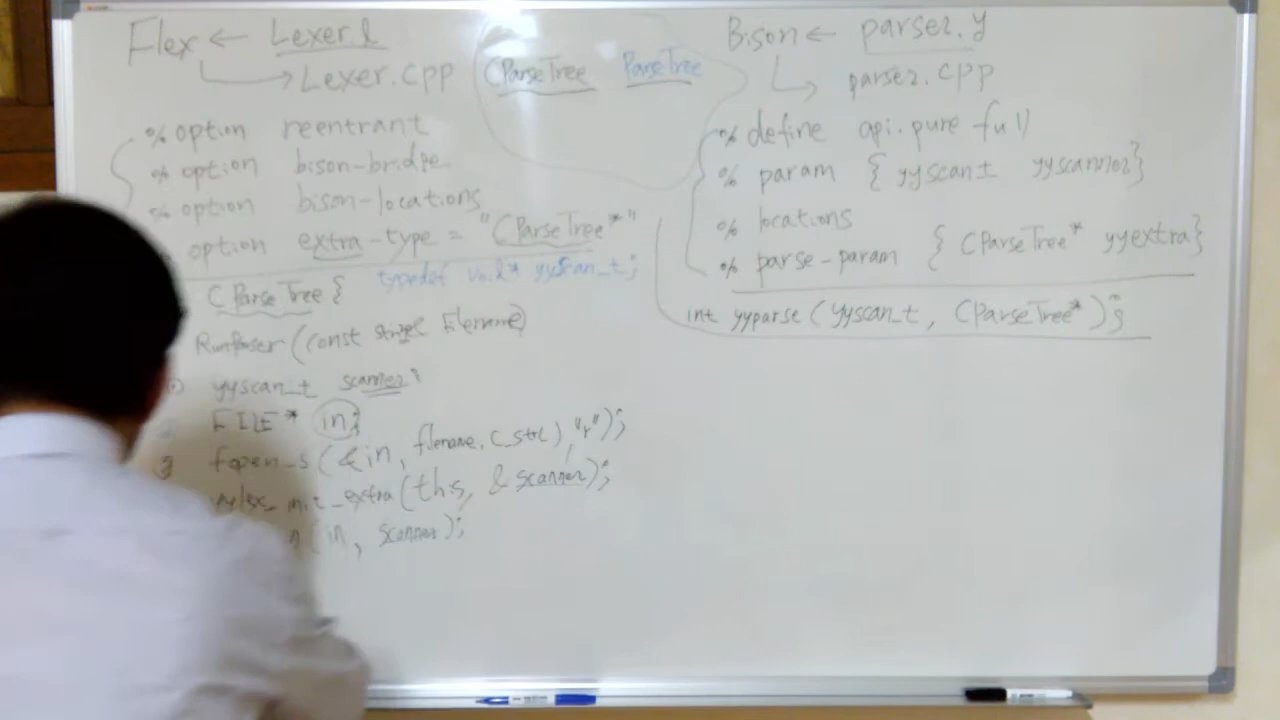 Flex ← Lexer.l
Lexer.cpp
CParseTree ParseTree
% option reentrant
% option bison-bridge
% option bison-locations
option extra-type = "CParseTree*"
CParseTree { typedef void* yyscan_t;
RunParser (const string& Filename)
yyscan_t scanner;
FILE* in;
3 fopen_s (&in, filename.c_str(), "r");
yylex_init_extra (this, &scanner);
in, scanner);
Bison ← parser.y
parser.cpp
% define api.pure full
% param { yyscan_t yyscanner}
% locations
% parse-param { CParseTree* yyextra}
int yyparse (yyscan_t, CParseTree*);